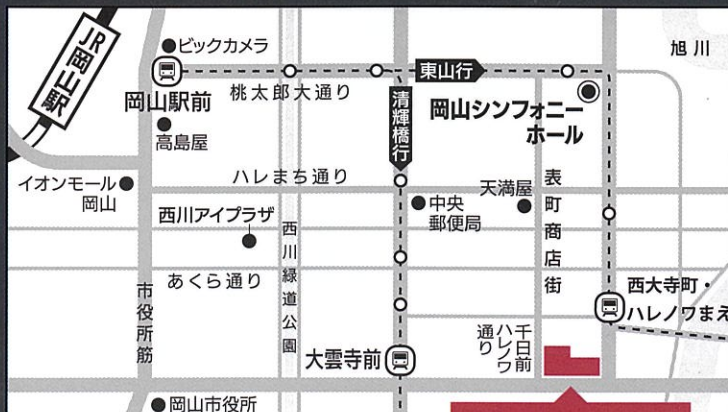 JR岡山駅
ビックカメラ
旭川
岡山駅前
桃太郎大通り
東山行
清輝橋行
岡山シンフォニー
ホール
高島屋
イオンモール
岡山
ハレまち通り
西川アイプラザ
中央
郵便局
天満屋
表町商店街
西川緑道公園
あくら通り
市役所筋
西大寺町・
ハレノワまえ
千日前
ハレノワ
通り
大雲寺前
岡山市役所